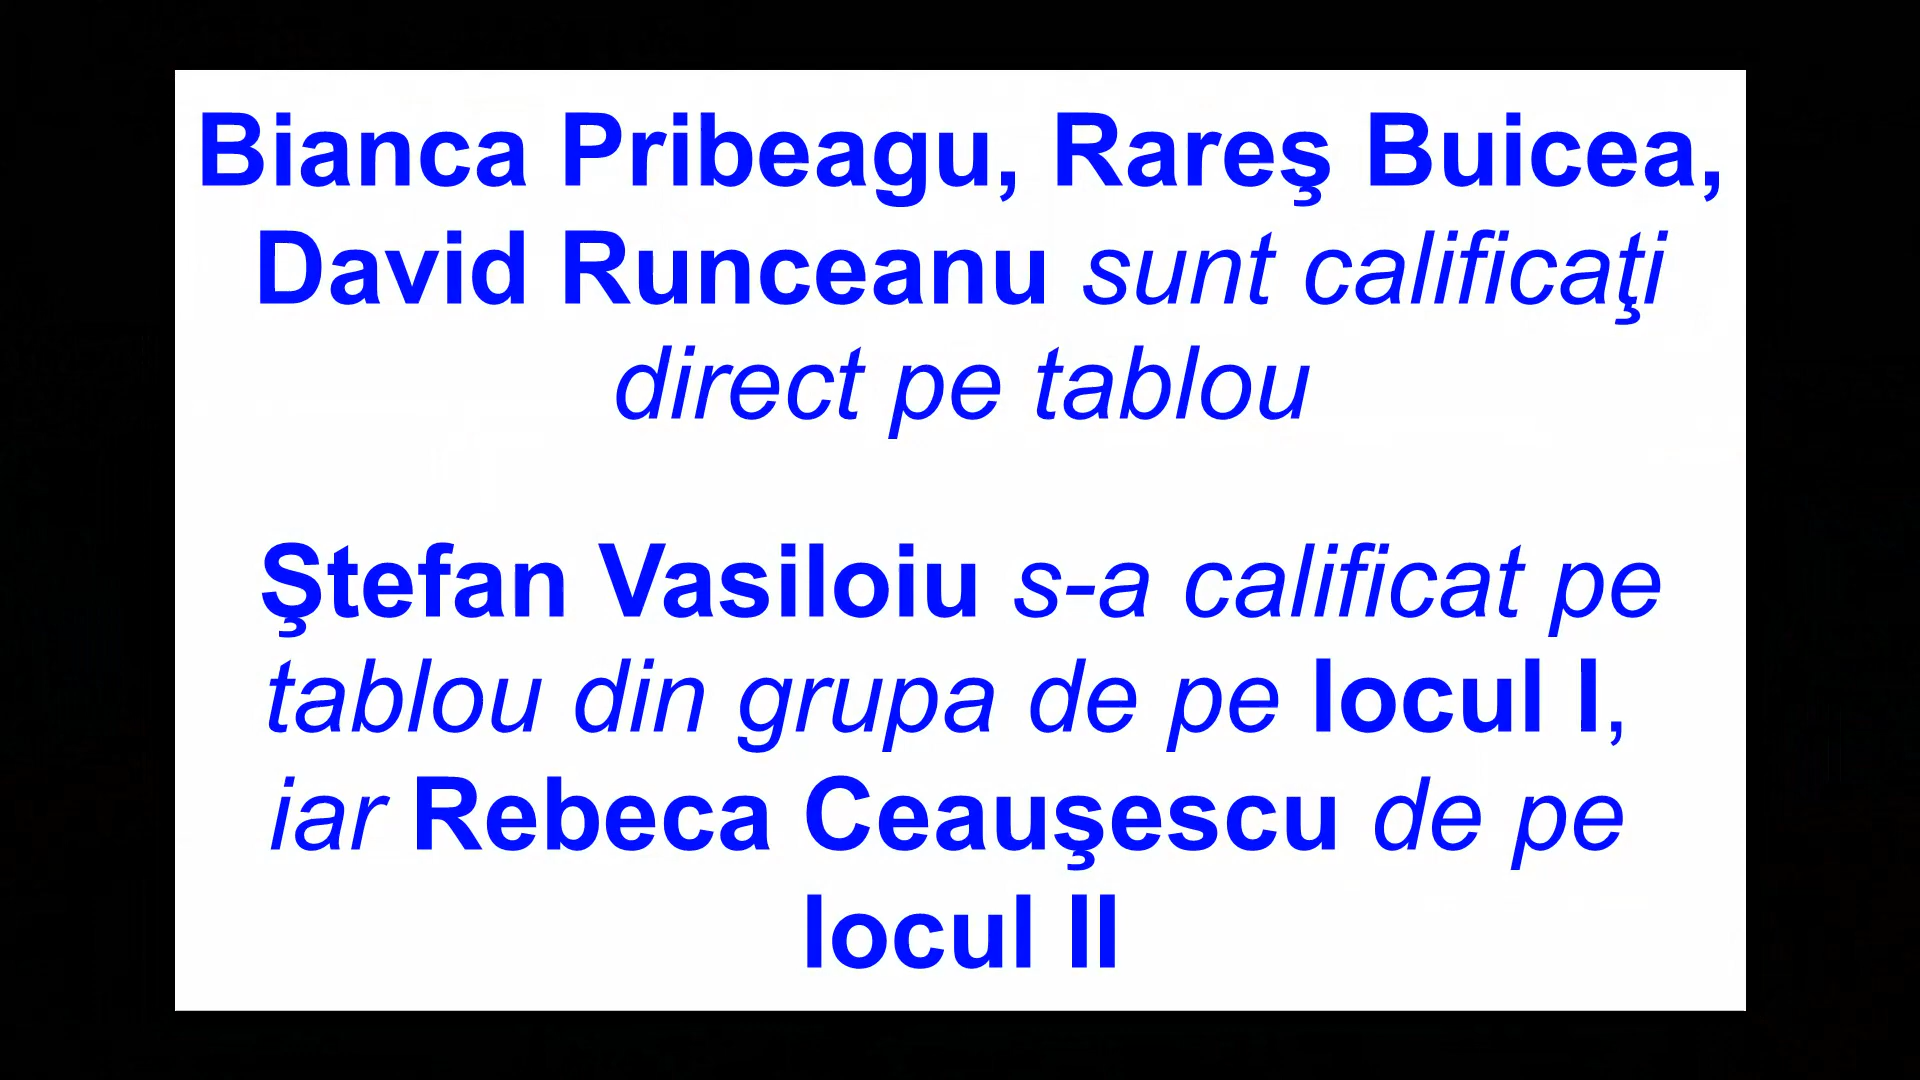 Bianca Pribeagu, Rareş Buicea,
David Runceanu sunt calificaţi
direct pe tablou
Ştefan Vasiloiu s-a calificat pe
tablou din grupa de pe locul I,
iar Rebeca Ceauşescu de pe
locul II